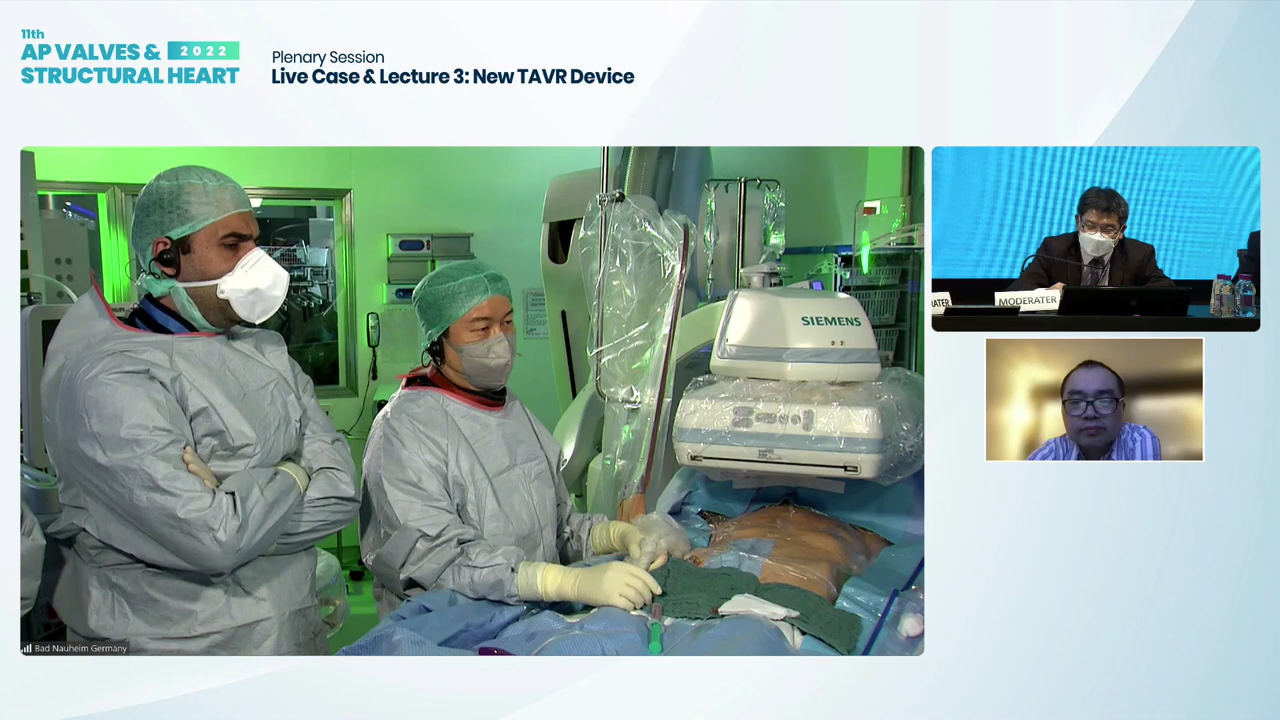 11th
AP VALVES & 2022
STRUCTURAL HEART
Plenary Session
Live Case & Lecture 3: New TAVR Device
SIEMENS
RATER
MODERATER
Bad Nauheim Germany